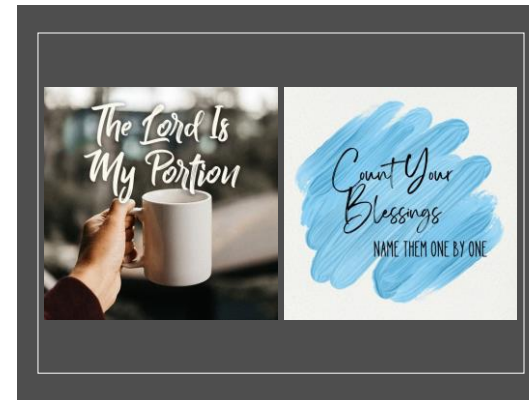 The Lord Is
My Portion
Count Your
Blessings
NAME THEM ONE BY ONE